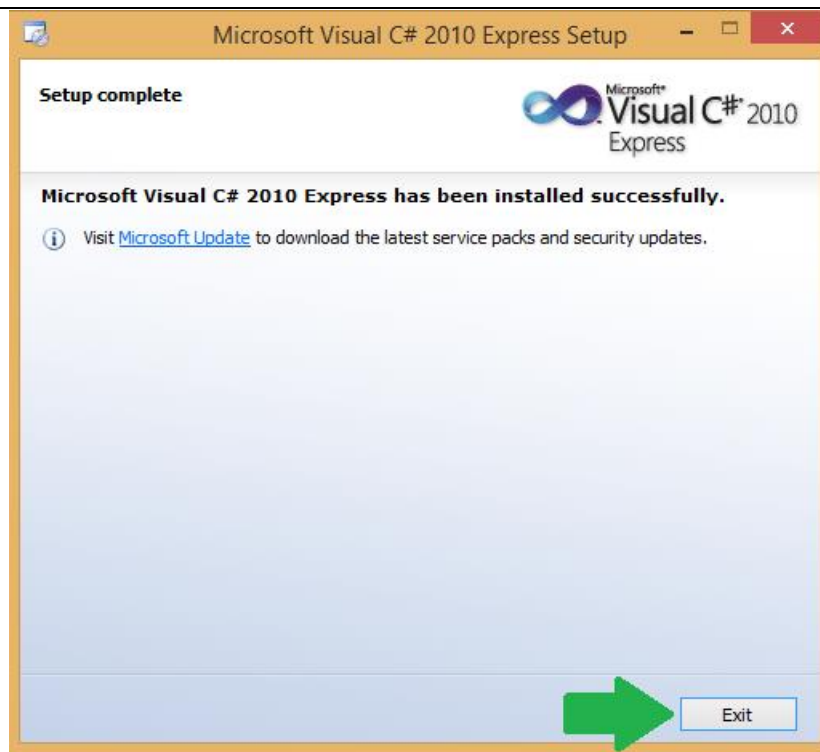 Microsoft Visual C# 2010 Express Setup
Setup complete
Microsoft®
Visual C#® 2010
Express
Microsoft Visual C# 2010 Express has been installed successfully.
Visit Microsoft Update to download the latest service packs and security updates.
Exit